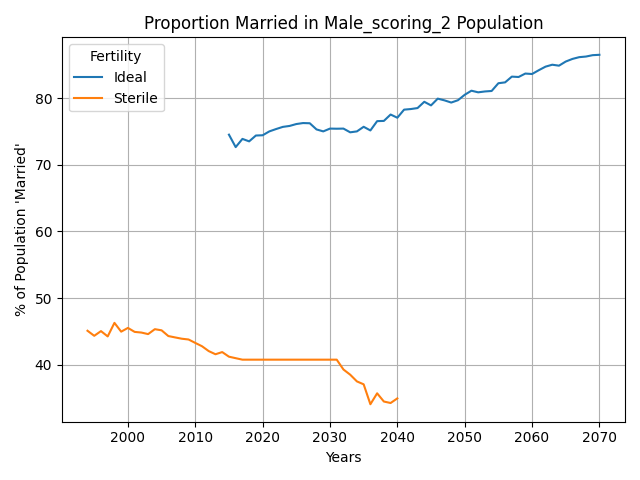 Proportion Married in Male_scoring_2 Population
Fertility
Ideal
Sterile
% of Population 'Married'
80
70
60
50
40
2000 2010 2020 2030 2040 2050 2060 2070
Years